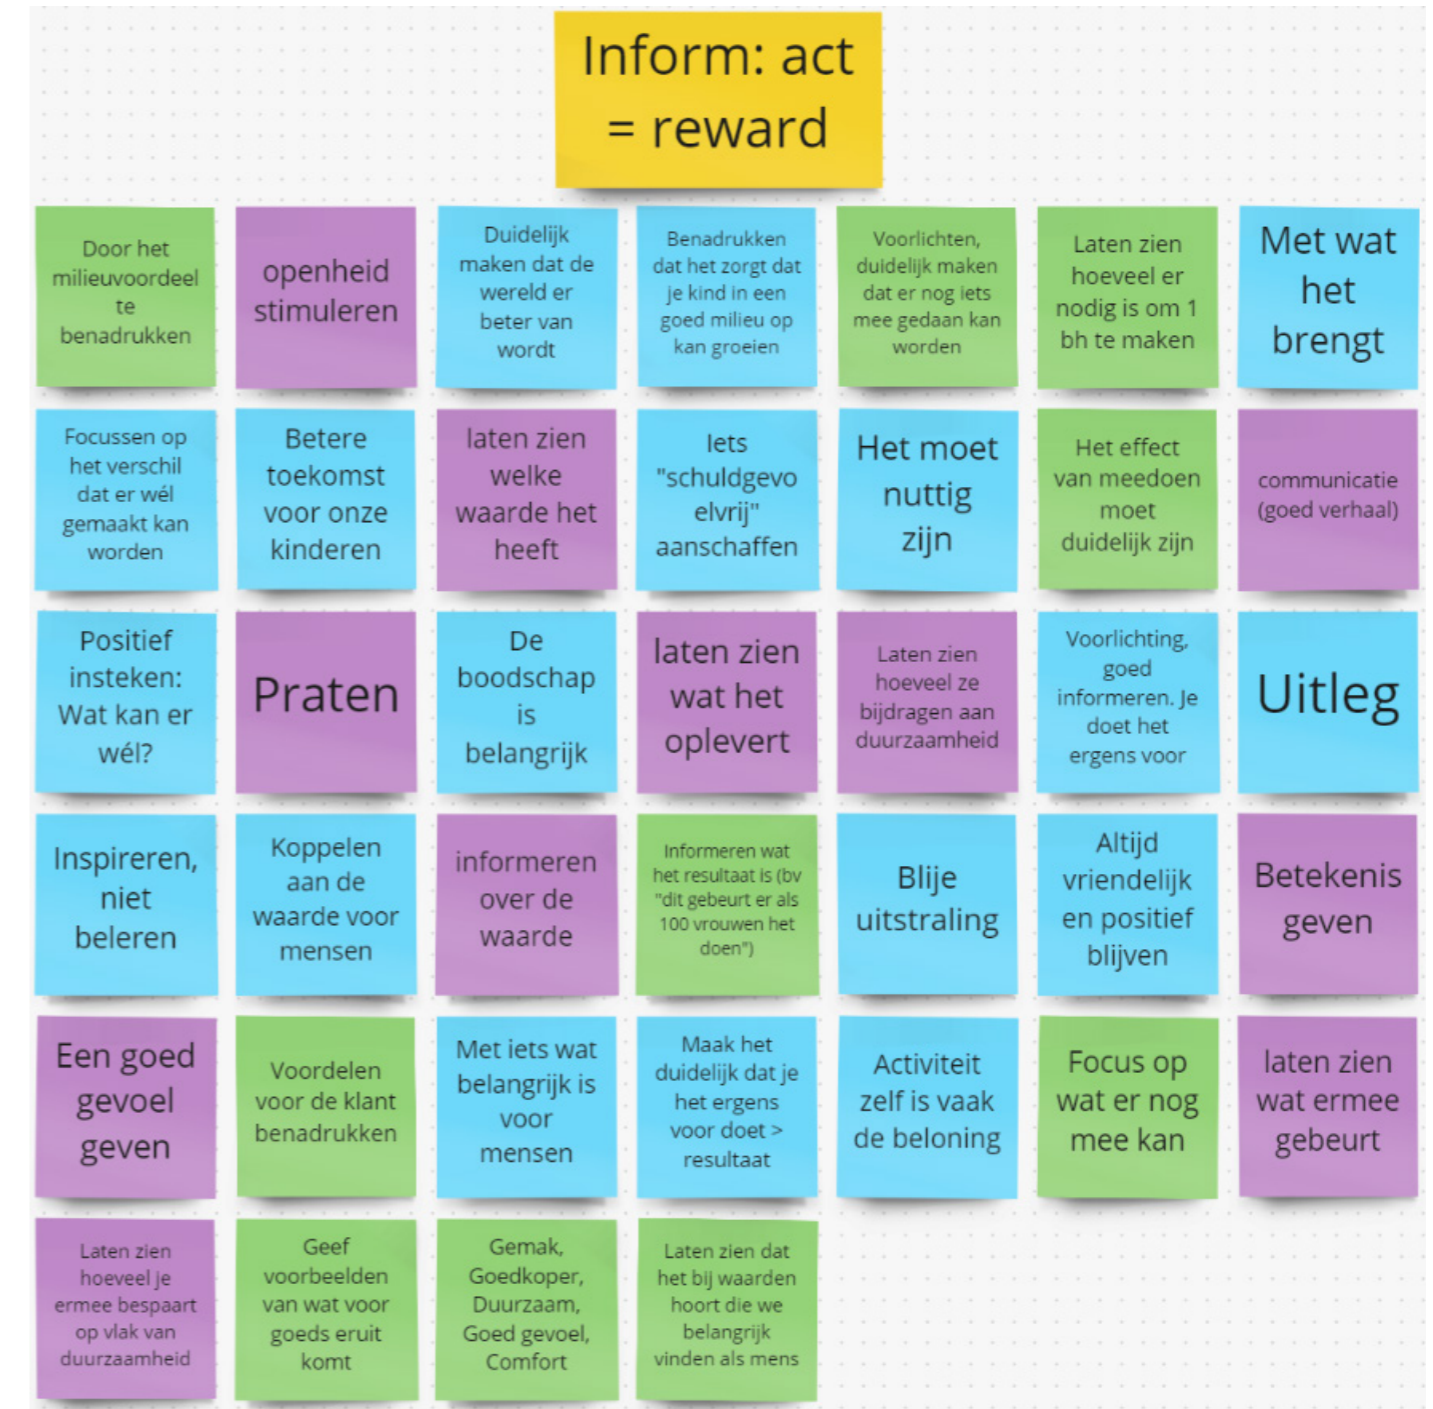 Inform: act
= reward
Door het
milieuvoordeel
te
benadrukken
openheid
stimuleren
Duidelijk
maken dat de
wereld er
beter van
wordt
Benadrukken
dat het zorgt dat
je kind in een
goed milieu op
kan groeien
Voorlichten,
duidelijk maken
dat er nog iets
mee gedaan kan
worden
Laten zien
hoeveel er
nodig is om 1
bh te maken
Met wat
het
brengt
Focussen op
het verschil
dat er wél
gemaakt kan
worden
Betere
toekomst
voor onze
kinderen
laten zien
welke
waarde het
heeft
Iets
"schuldgevo
elvrij"
aanschaffen
Het moet
nuttig
zijn
Het effect
van meedoen
moet
duidelijk zijn
communicatie
(goed verhaal)
Positief
insteken:
Wat kan er
wél?
Praten
De
boodschap
is
belangrijk
laten zien
wat het
oplevert
Laten zien
hoeveel ze
bijdragen aan
duurzaamheid
Voorlichting,
goed
informeren. Je
doet het
ergens voor
Uitleg
Inspireren,
niet
beleren
Koppelen
aan de
waarde voor
mensen
informeren
over de
waarde
Informeren wat
het resultaat is (bv
"dit gebeurt er als
100 vrouwen het
doen")
Blije
uitstraling
Altijd
vriendelijk
en positief
blijven
Betekenis
geven
Een goed
gevoel
geven
Voordelen
voor de klant
benadrukken
Met iets wat
belangrijk is
voor
mensen
Maak het
duidelijk dat je
het ergens
voor doet >
resultaat
Activiteit
zelf is vaak
de beloning
Focus op
wat er nog
mee kan
laten zien
wat ermee
gebeurt
Laten zien
hoeveel je
ermee bespaart
op vlak van
duurzaamheid
Geef
voorbeelden
van wat voor
goeds eruit
komt
Gemak,
Goedkoper,
Duurzaam,
Goed gevoel,
Comfort
Laten zien dat
het bij waarden
hoort die we
belangrijk
vinden als mens